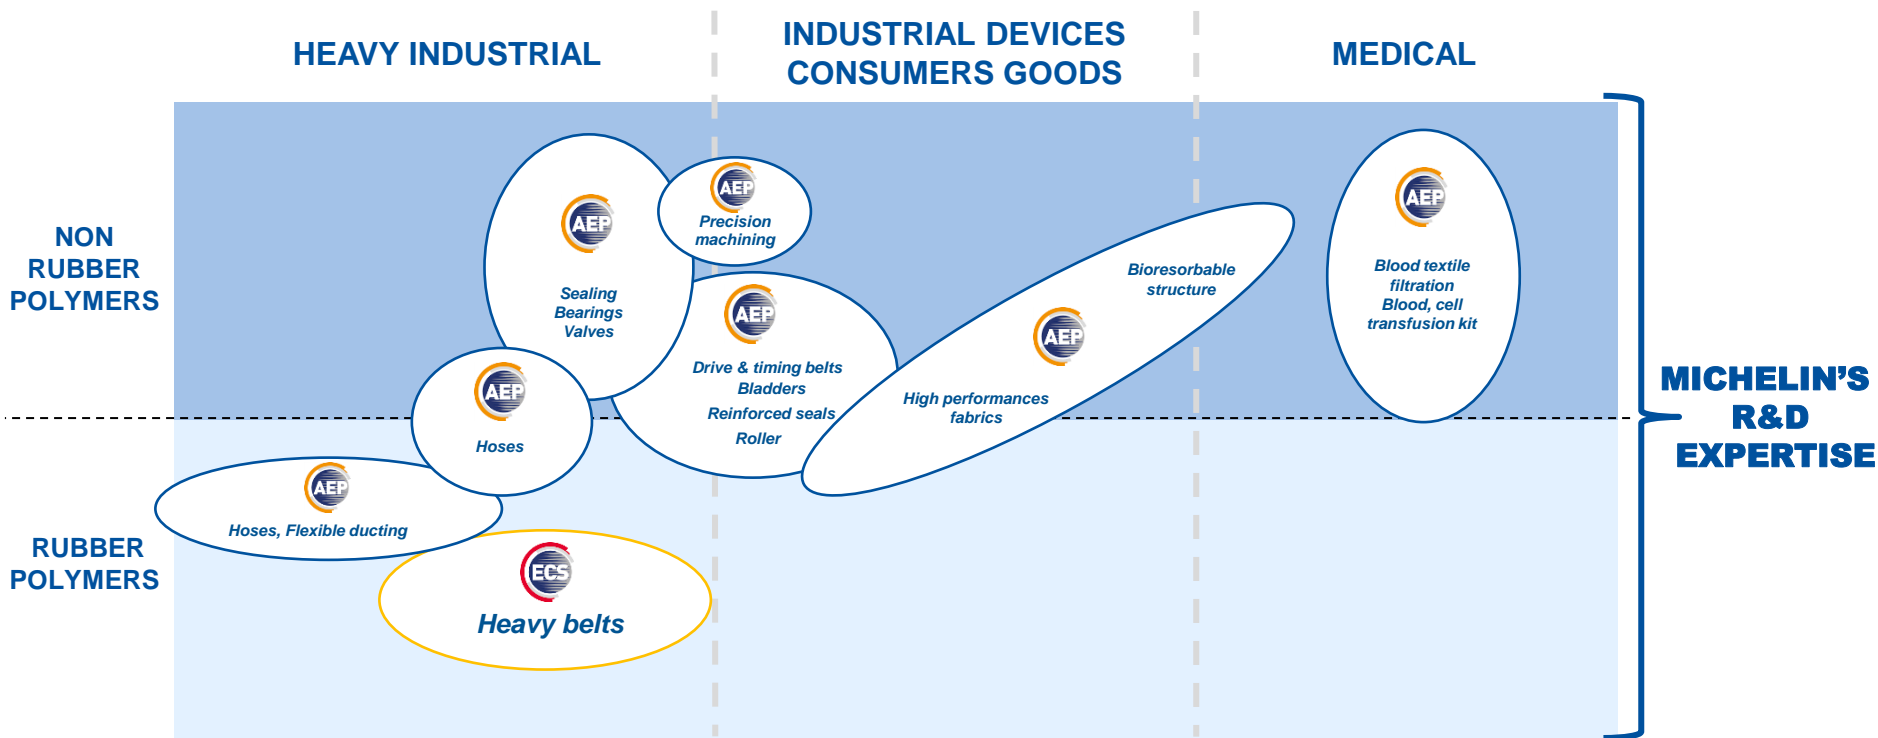 HEAVY INDUSTRIAL
INDUSTRIAL DEVICES
CONSUMERS GOODS
MEDICAL
NON
RUBBER
POLYMERS
RUBBER
POLYMERS
AEP
Sealing
Bearings
Valves
AEP
Precision
machining
AEP
Drive & timing belts
Bladders
Reinforced seals
Roller
AEP
Hoses
AEP
Hoses, Flexible ducting
ECS
Heavy belts
AEP
High performances
fabrics
Bioresorbable
structure
AEP
Blood textile
filtration
Blood, cell
transfusion kit
MICHELIN'S
R&D
EXPERTISE